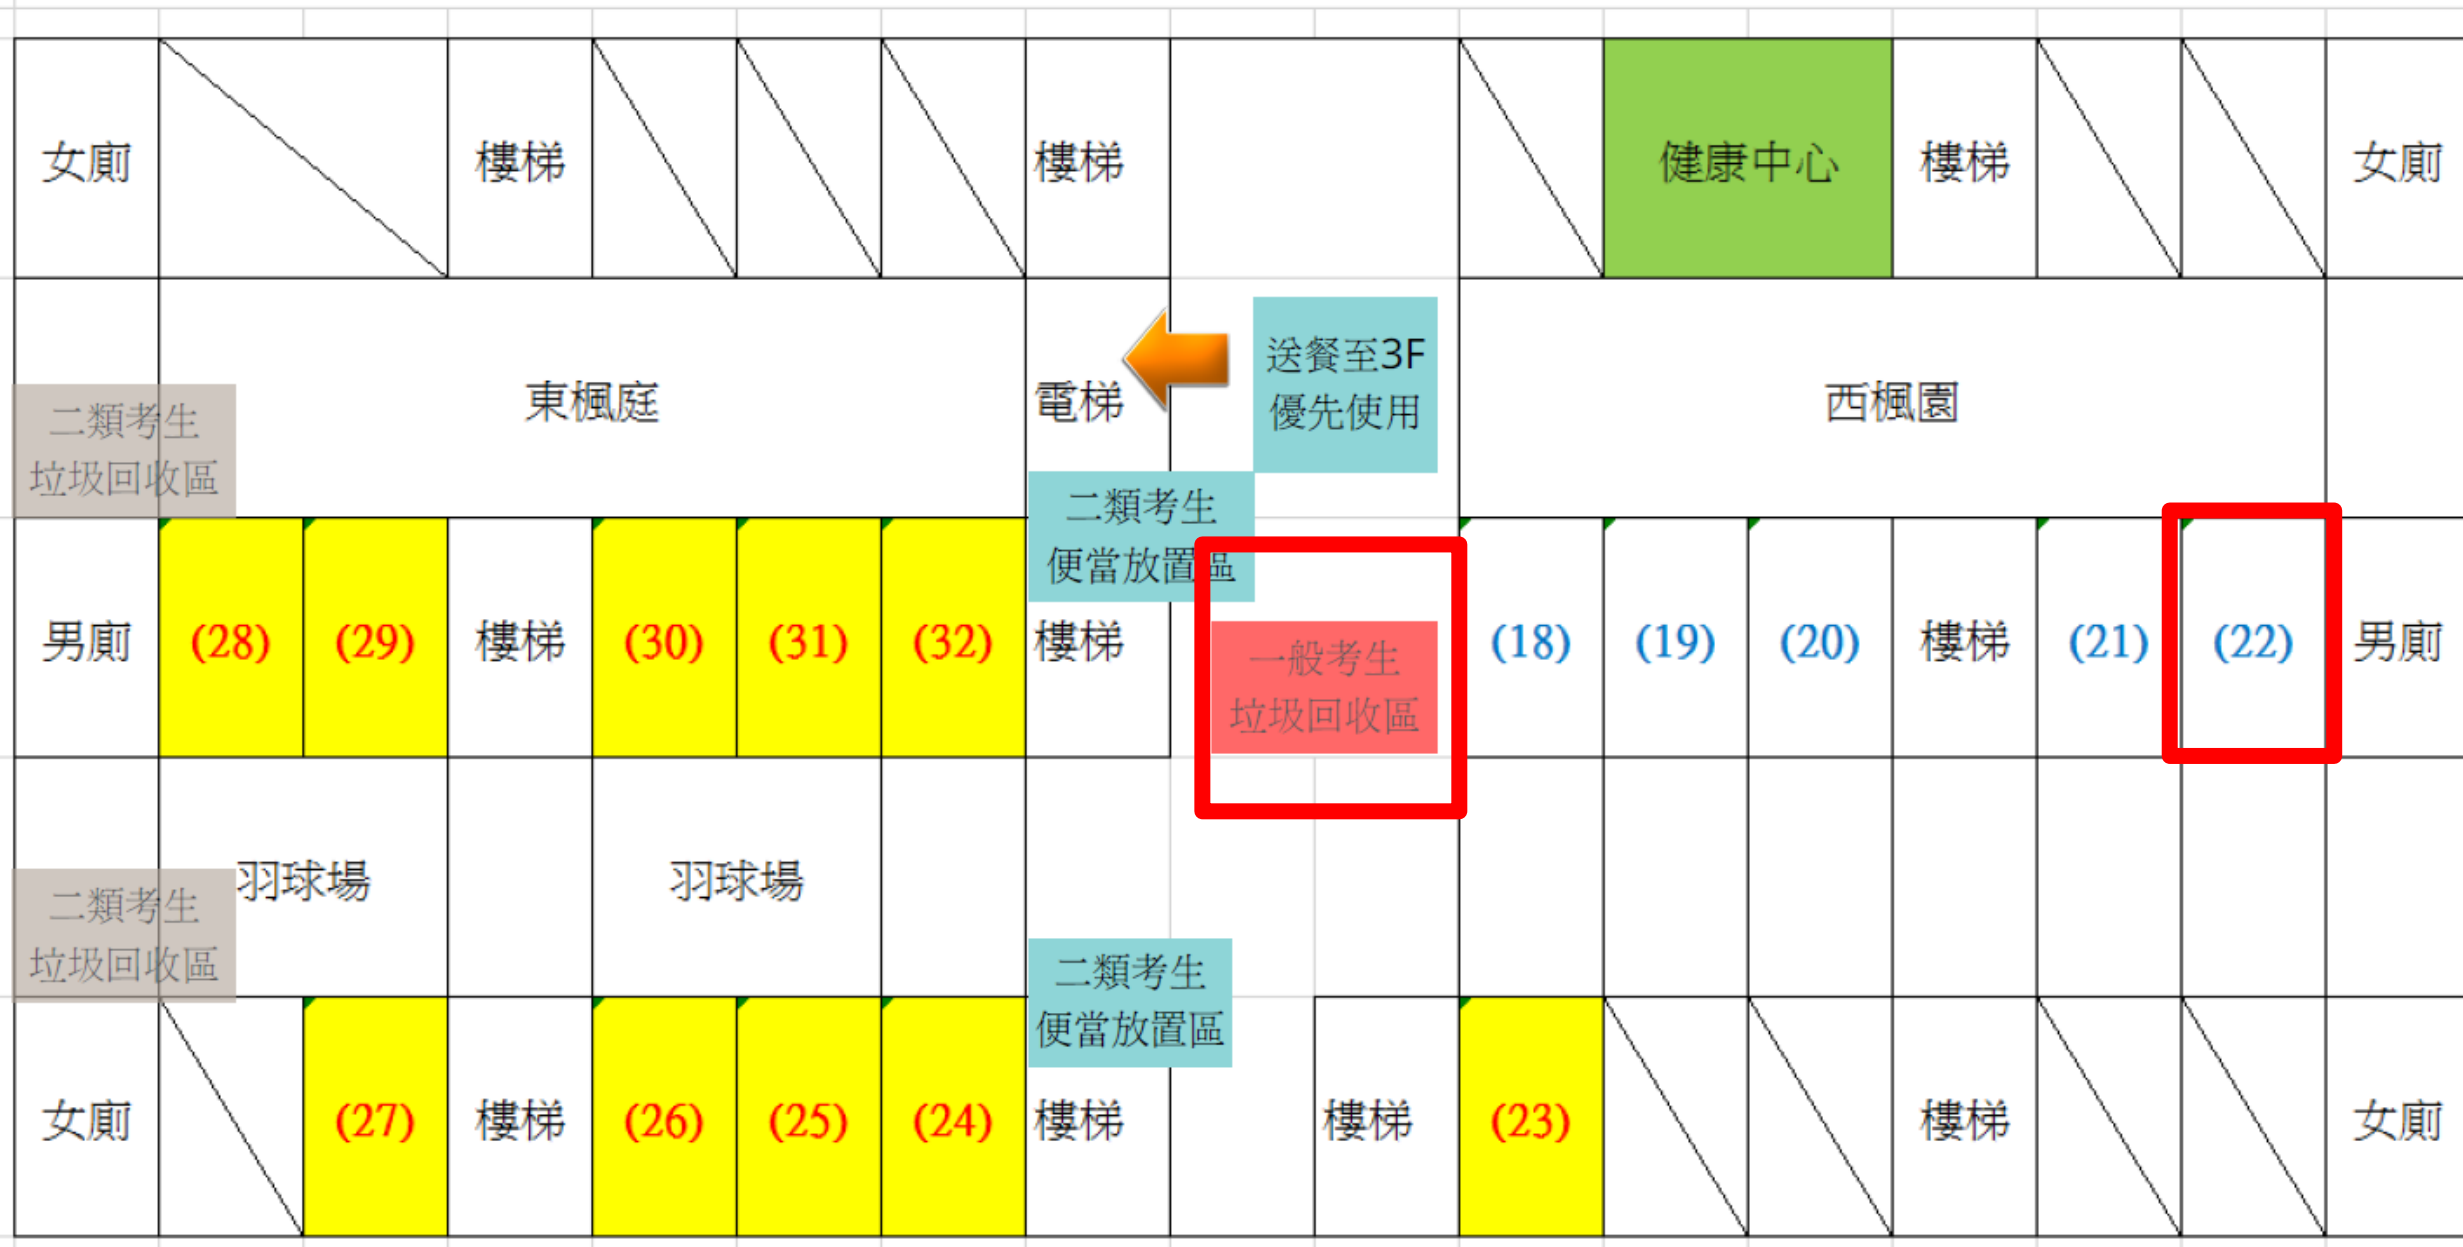 女廁
樓梯
樓梯
健康中心
樓梯
女廁
東楓庭
電梯
送餐至3F
優先使用
西楓園
二類考生
垃圾回收區
二類考生
便當放置區
男廁
(28)
(29)
樓梯
(30)
(31)
(32)
樓梯
一般考生
垃圾回收區
(18)
(19)
(20)
樓梯
(21)
(22)
男廁
羽球場
羽球場
二類考生
垃圾回收區
二類考生
便當放置區
女廁
(27)
樓梯
(26)
(25)
(24)
樓梯
樓梯
(23)
樓梯
女廁